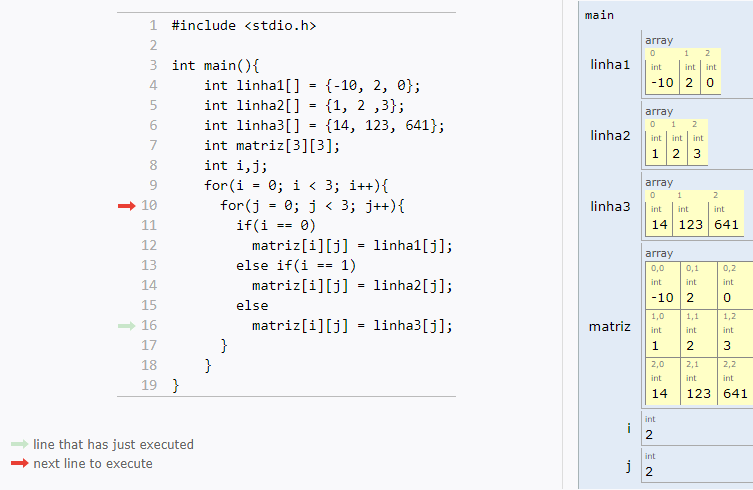 1 #include <stdio.h>
2
3 int main(){
4 int linha1[] = {-10, 2, 0};
5 int linha2[] = {1, 2 ,3};
6 int linha3[] = {14, 123, 641};
7 int matriz[3][3];
8 int i,j;
9 for(i = 0; i < 3; i++){
10 for(j = 0; j < 3; j++){
11 if(i == 0)
12 matriz[i][j] = linha1[j];
13 else if(i == 1)
14 matriz[i][j] = linha2[j];
15 else
16 matriz[i][j] = linha3[j];
17 }
18 }
19 }
line that has just executed
next line to execute
main
array
linha1
0 1 2
int int int
-10 2 0
array
linha2
0 1 2
int int int
1 2 3
array
linha3
0 1 2
int int int
14 123 641
array
matriz
0,0 0,1 0,2
int int int
-10 2 0
1,0 1,1 1,2
int int int
1 2 3
2,0 2,1 2,2
int int int
14 123 641
i
int
2
j
int
2